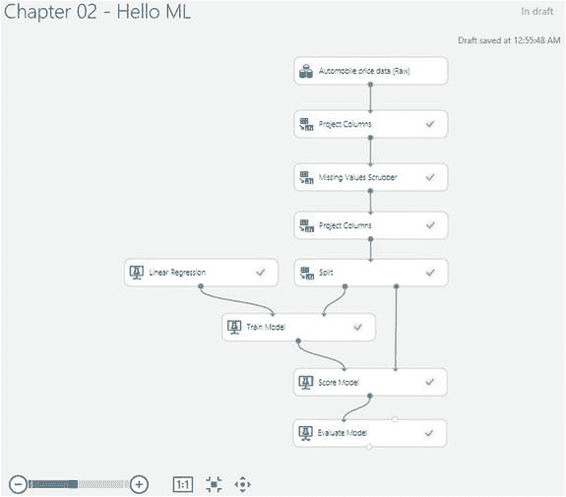 Chapter 02 - Hello ML
In draft
Draft saved at 12:55:48 AM
Automobile price data (Raw)
Project Columns
Missing Values Scrubber
Project Columns
Linear Regression
Split
Train Model
Score Model
Evaluate Model
1:1